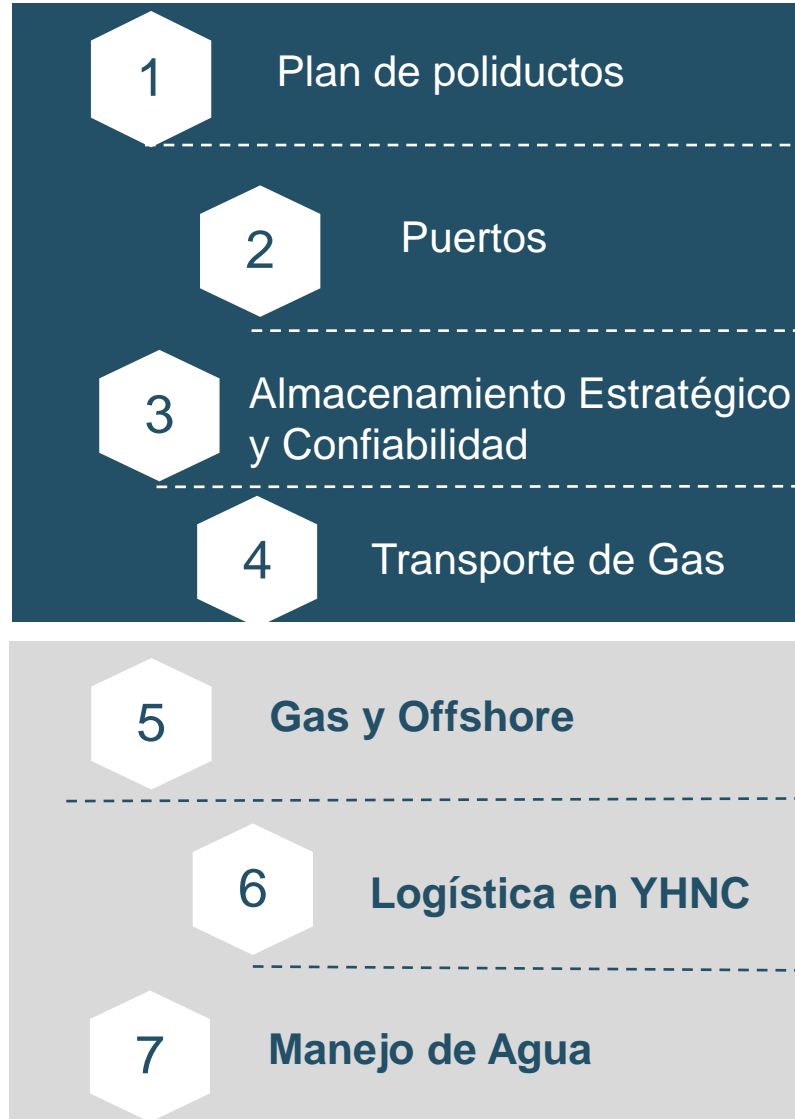 1
Plan de poliductos
2
Puertos
3
Almacenamiento Estratégico
y Confiabilidad
4
Transporte de Gas
5
Gas y Offshore
6
Logística en YHNC
7
Manejo de Agua